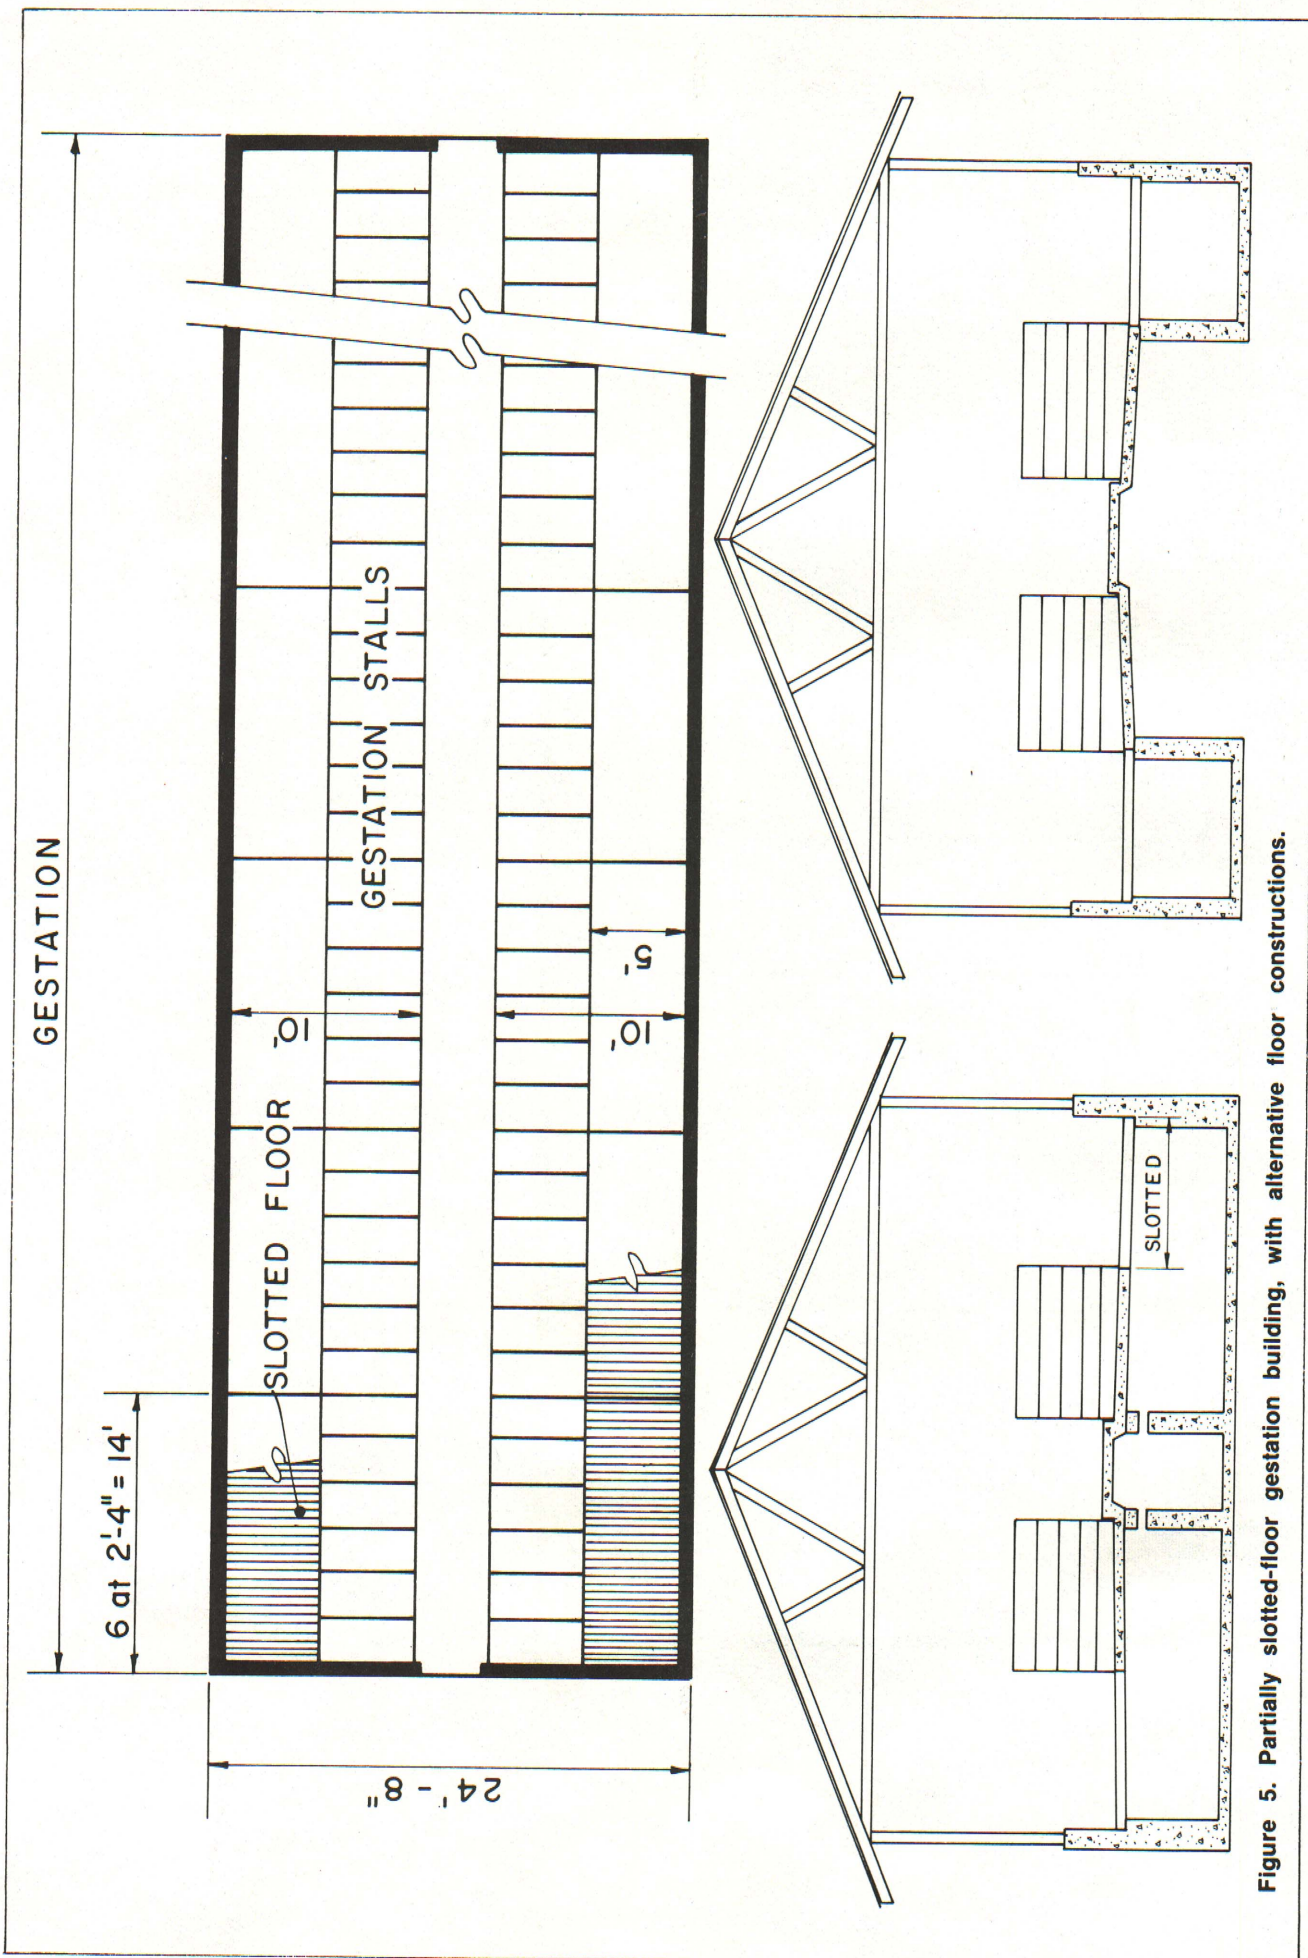 GESTATION
6 at 2'-4" = 14'
SLOTTED FLOOR
GESTATION STALLS
10'
10'
5'
24'-8"
SLOTTED
Figure 5. Partially slotted-floor gestation building, with alternative floor constructions.